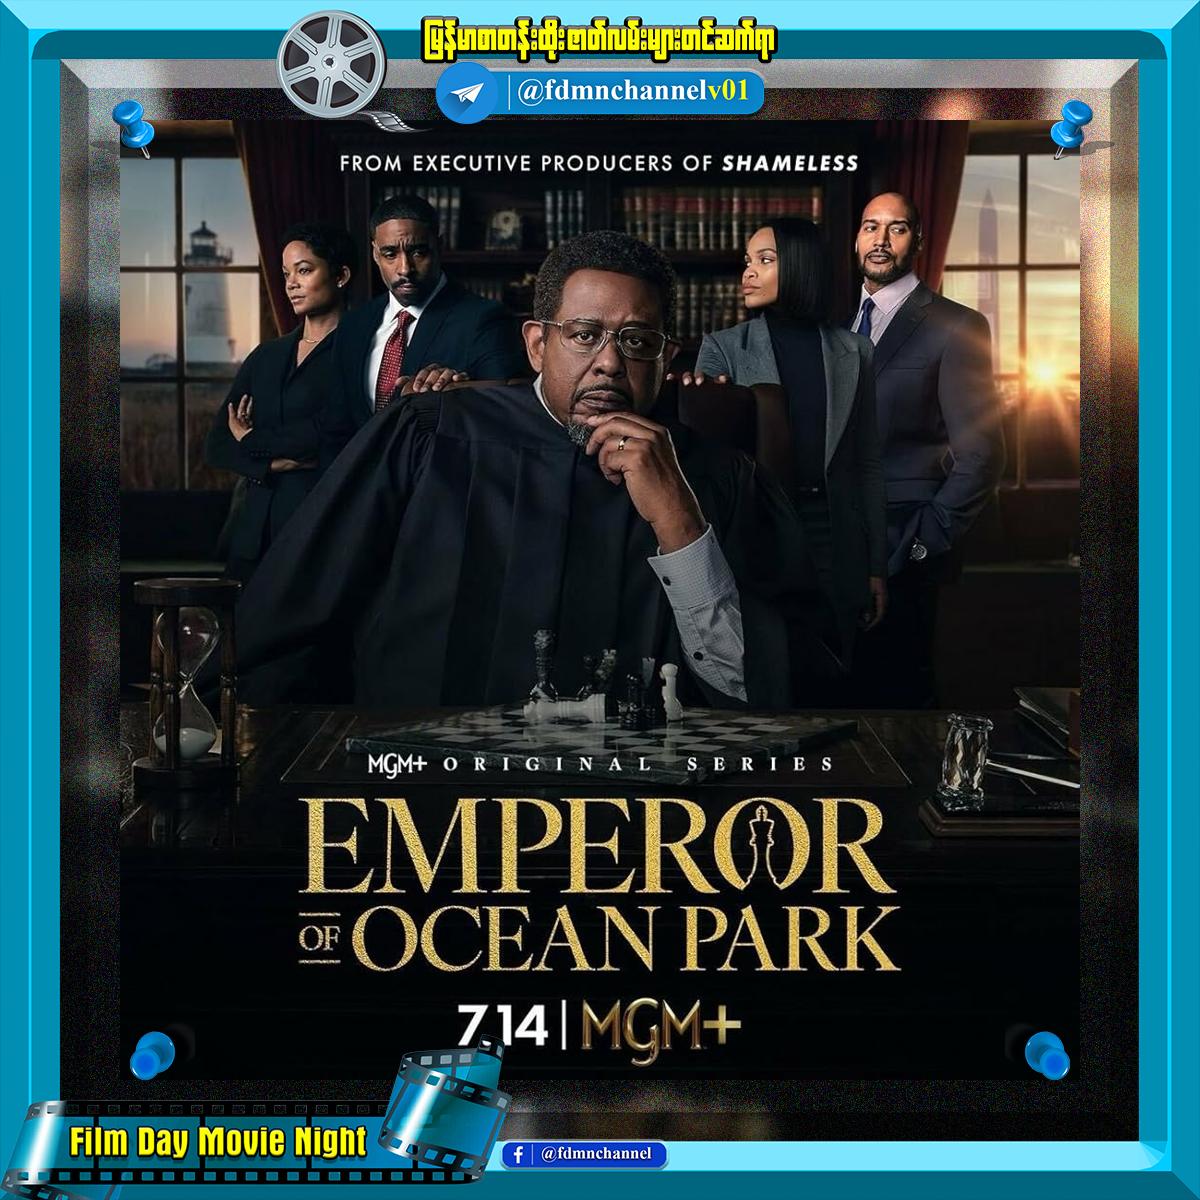 မြန်မာစာတန်းထိုး ဇာတ်လမ်းများတင်ဆက်ရာ
@fdmnchannelv01
FROM EXECUTIVE PRODUCERS OF SHAMELESS
MGM+ ORIGINAL SERIES
EMPEROR
OF OCEAN PARK
7.14 | MGM+
Film Day Movie Night
f | @fdmnchannel